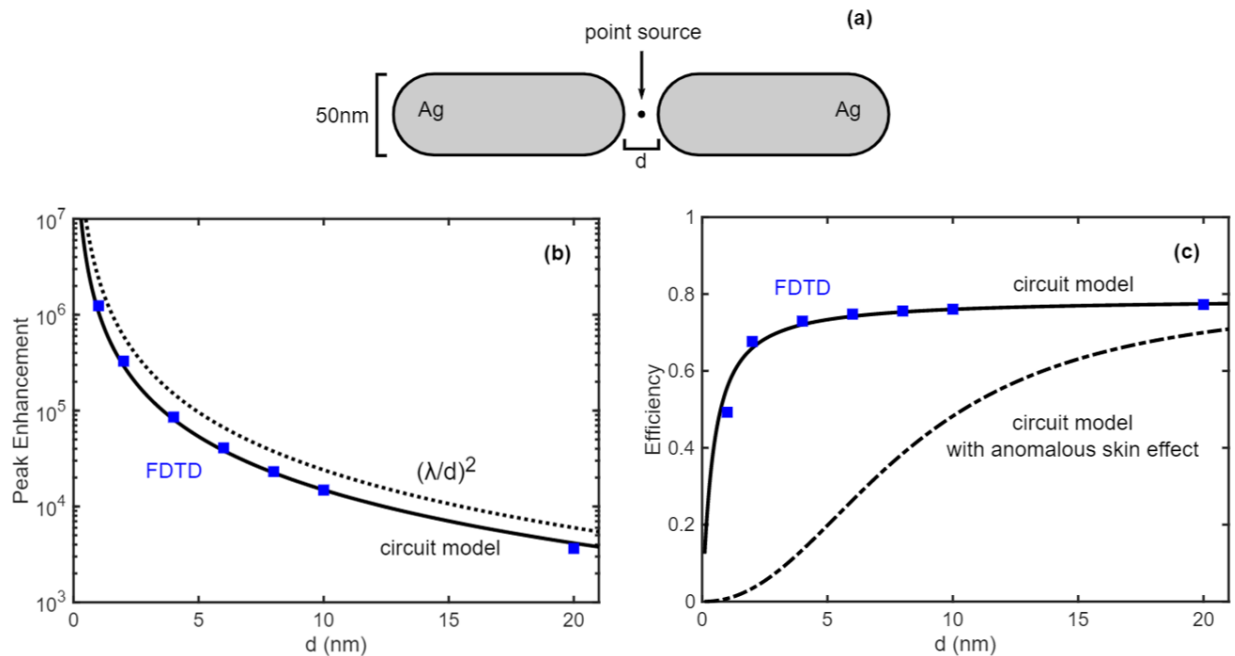 (a)
point source
50nm
Ag
Ag
d
10^7
10^6
10^5
10^4
10^3
Peak Enhancement
(b)
FDTD
(λ/d)^2
circuit model
0
5
10
15
20
d (nm)
1
0.8
0.6
0.4
0.2
0
Efficiency
(c)
FDTD
circuit model
circuit model
with anomalous skin effect
0
5
10
15
20
d (nm)